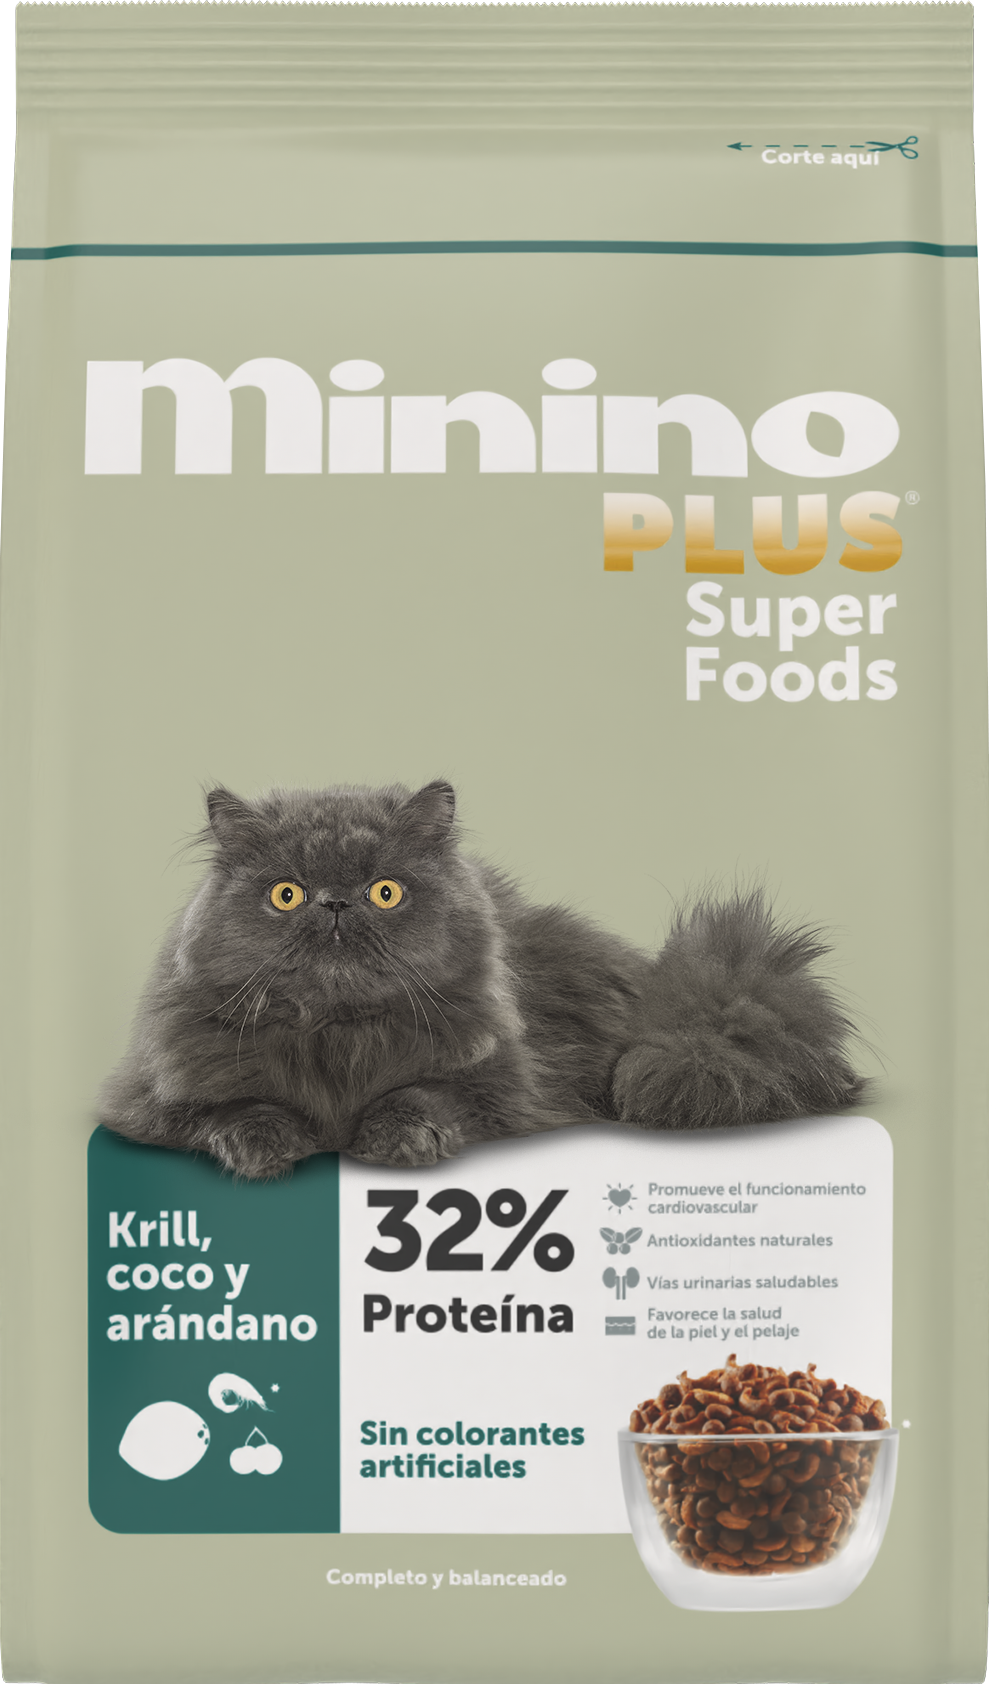 Corte aquí
minino
PLUS®
Super
Foods
Krill,
coco y
arándano
32%
Proteína
Promueve el funcionamiento
cardiovascular
Antioxidantes naturales
Vías urinarias saludables
Favorece la salud
de la piel y el pelaje
Sin colorantes
artificiales
Completo y balanceado